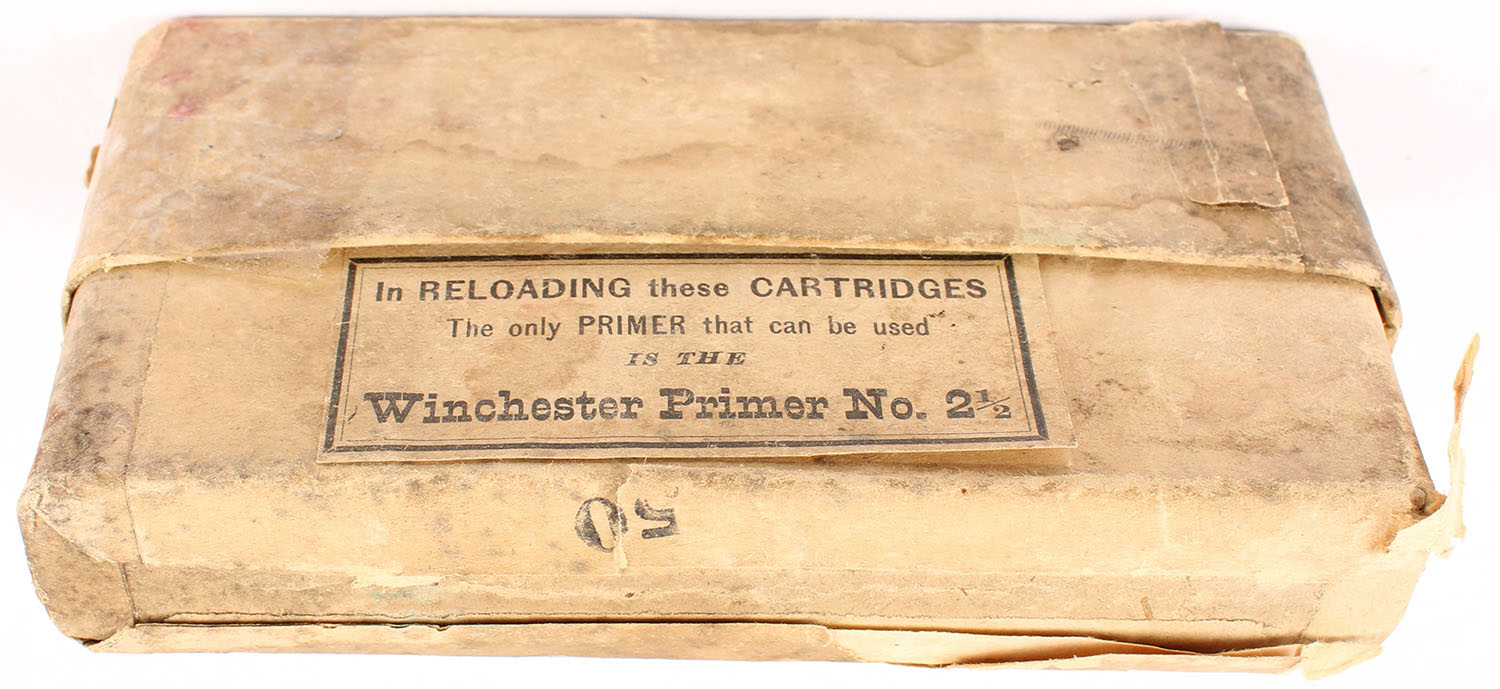 In RELOADING these CARTRIDGES
The only PRIMER that can be used
IS THE
Winchester Primer No. 2½
50